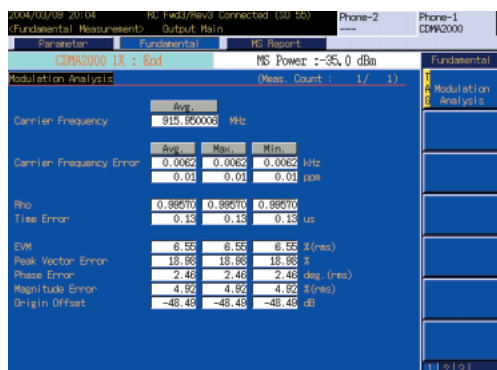 2004/03/09 20:04 RC Fwd3/Rev3 Connected (SO 55) Phone-2 Phone-1
<Fundamental Measurement> Output Main ---- CDMA2000
Parameter Fundamental MS Report
CDMA2000 1X : End MS Power :-35.0 dBm Fundamental
Modulation Analysis (Meas. Count : 1/ 1)
TAG Modulation Analysis
Avg.
Carrier Frequency 915.950006 MHz
Avg. Max. Min.
Carrier Frequency Error 0.0062 0.0062 0.0062 kHz
0.01 0.01 0.01 ppm
Rho 0.99570 0.99570 0.99570
Time Error 0.13 0.13 0.13 us
EVM 6.55 6.55 6.55 %(rms)
Peak Vector Error 18.98 18.98 18.98 %
Phase Error 2.46 2.46 2.46 deg.(rms)
Magnitude Error 4.92 4.92 4.92 %(rms)
Origin Offset -48.49 -48.49 -48.49 dB
1 2 3